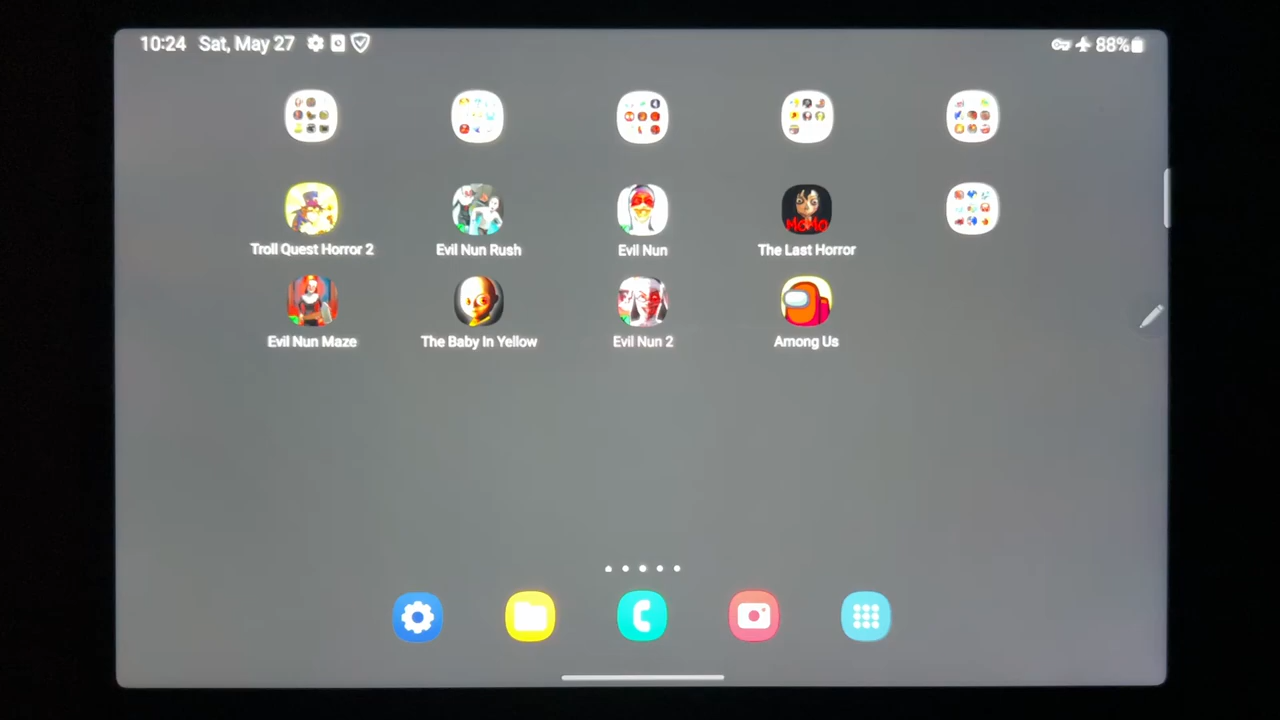 10:24 Sat, May 27
88%
Troll Quest Horror 2
Evil Nun Rush
Evil Nun
MOMO
The Last Horror
Evil Nun Maze
The Baby In Yellow
Evil Nun 2
Among Us